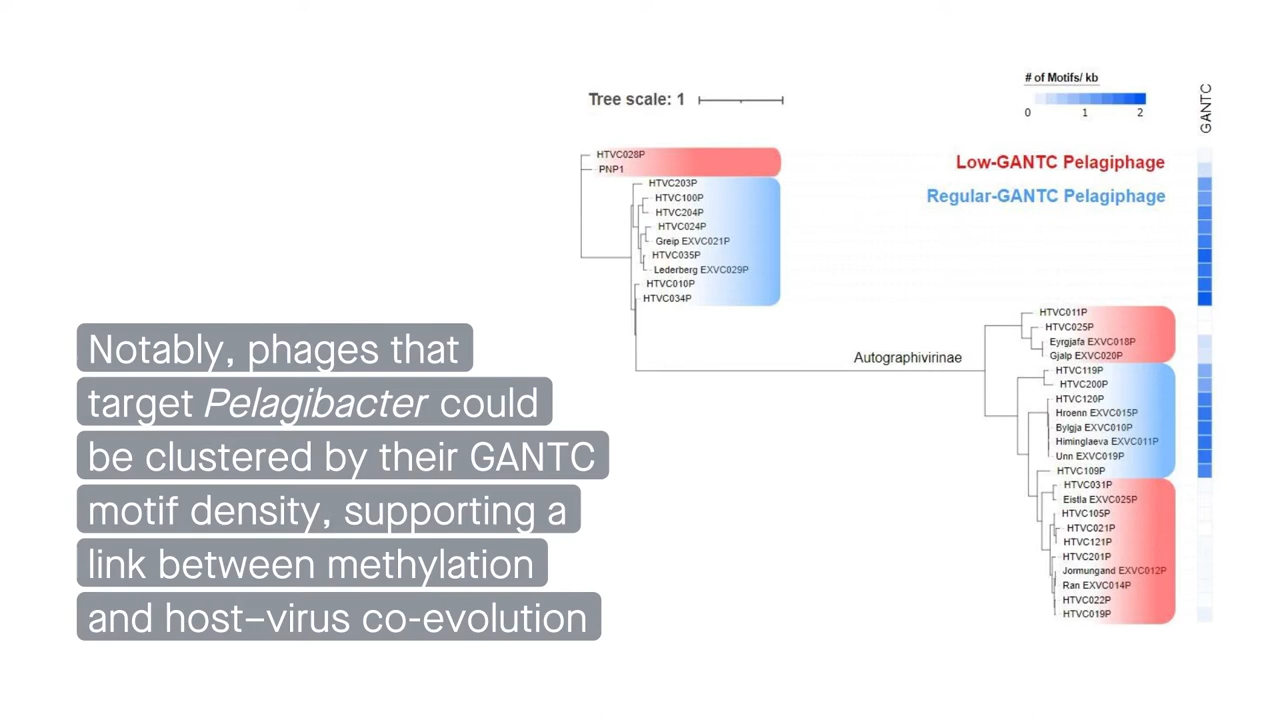 # of Motifs/ kb
Tree scale: 1
0 1 2
GANTC
HTVC028P
Low-GANTC Pelagiphage
PNP1
HTVC203P
Regular-GANTC Pelagiphage
HTVC100P
HTVC204P
HTVC024P
Greip EXVC021P
HTVC035P
Lederberg EXVC029P
HTVC010P
HTVC034P
HTVC011P
HTVC025P
Eyrgjafa EXVC018P
Gjalp EXVC020P
Autographivirinae
HTVC119P
HTVC200P
HTVC120P
Hroenn EXVC015P
Bylgja EXVC010P
Himinglaeva EXVC011P
Unn EXVC019P
HTVC109P
HTVC031P
Eistla EXVC025P
HTVC105P
HTVC021P
HTVC121P
HTVC201P
Jormungand EXVC012P
Ran EXVC014P
HTVC022P
HTVC019P
Notably, phages that
target Pelagibacter could
be clustered by their GANTC
motif density, supporting a
link between methylation
and host–virus co-evolution